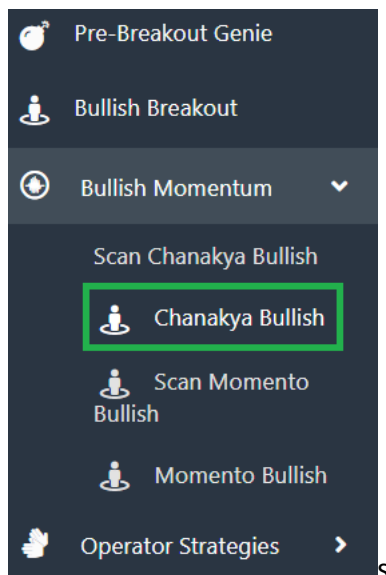 Pre-Breakout Genie
Bullish Breakout
Bullish Momentum
Scan Chanakya Bullish
Chanakya Bullish
Scan Momento
Bullish
Momento Bullish
Operator Strategies
s